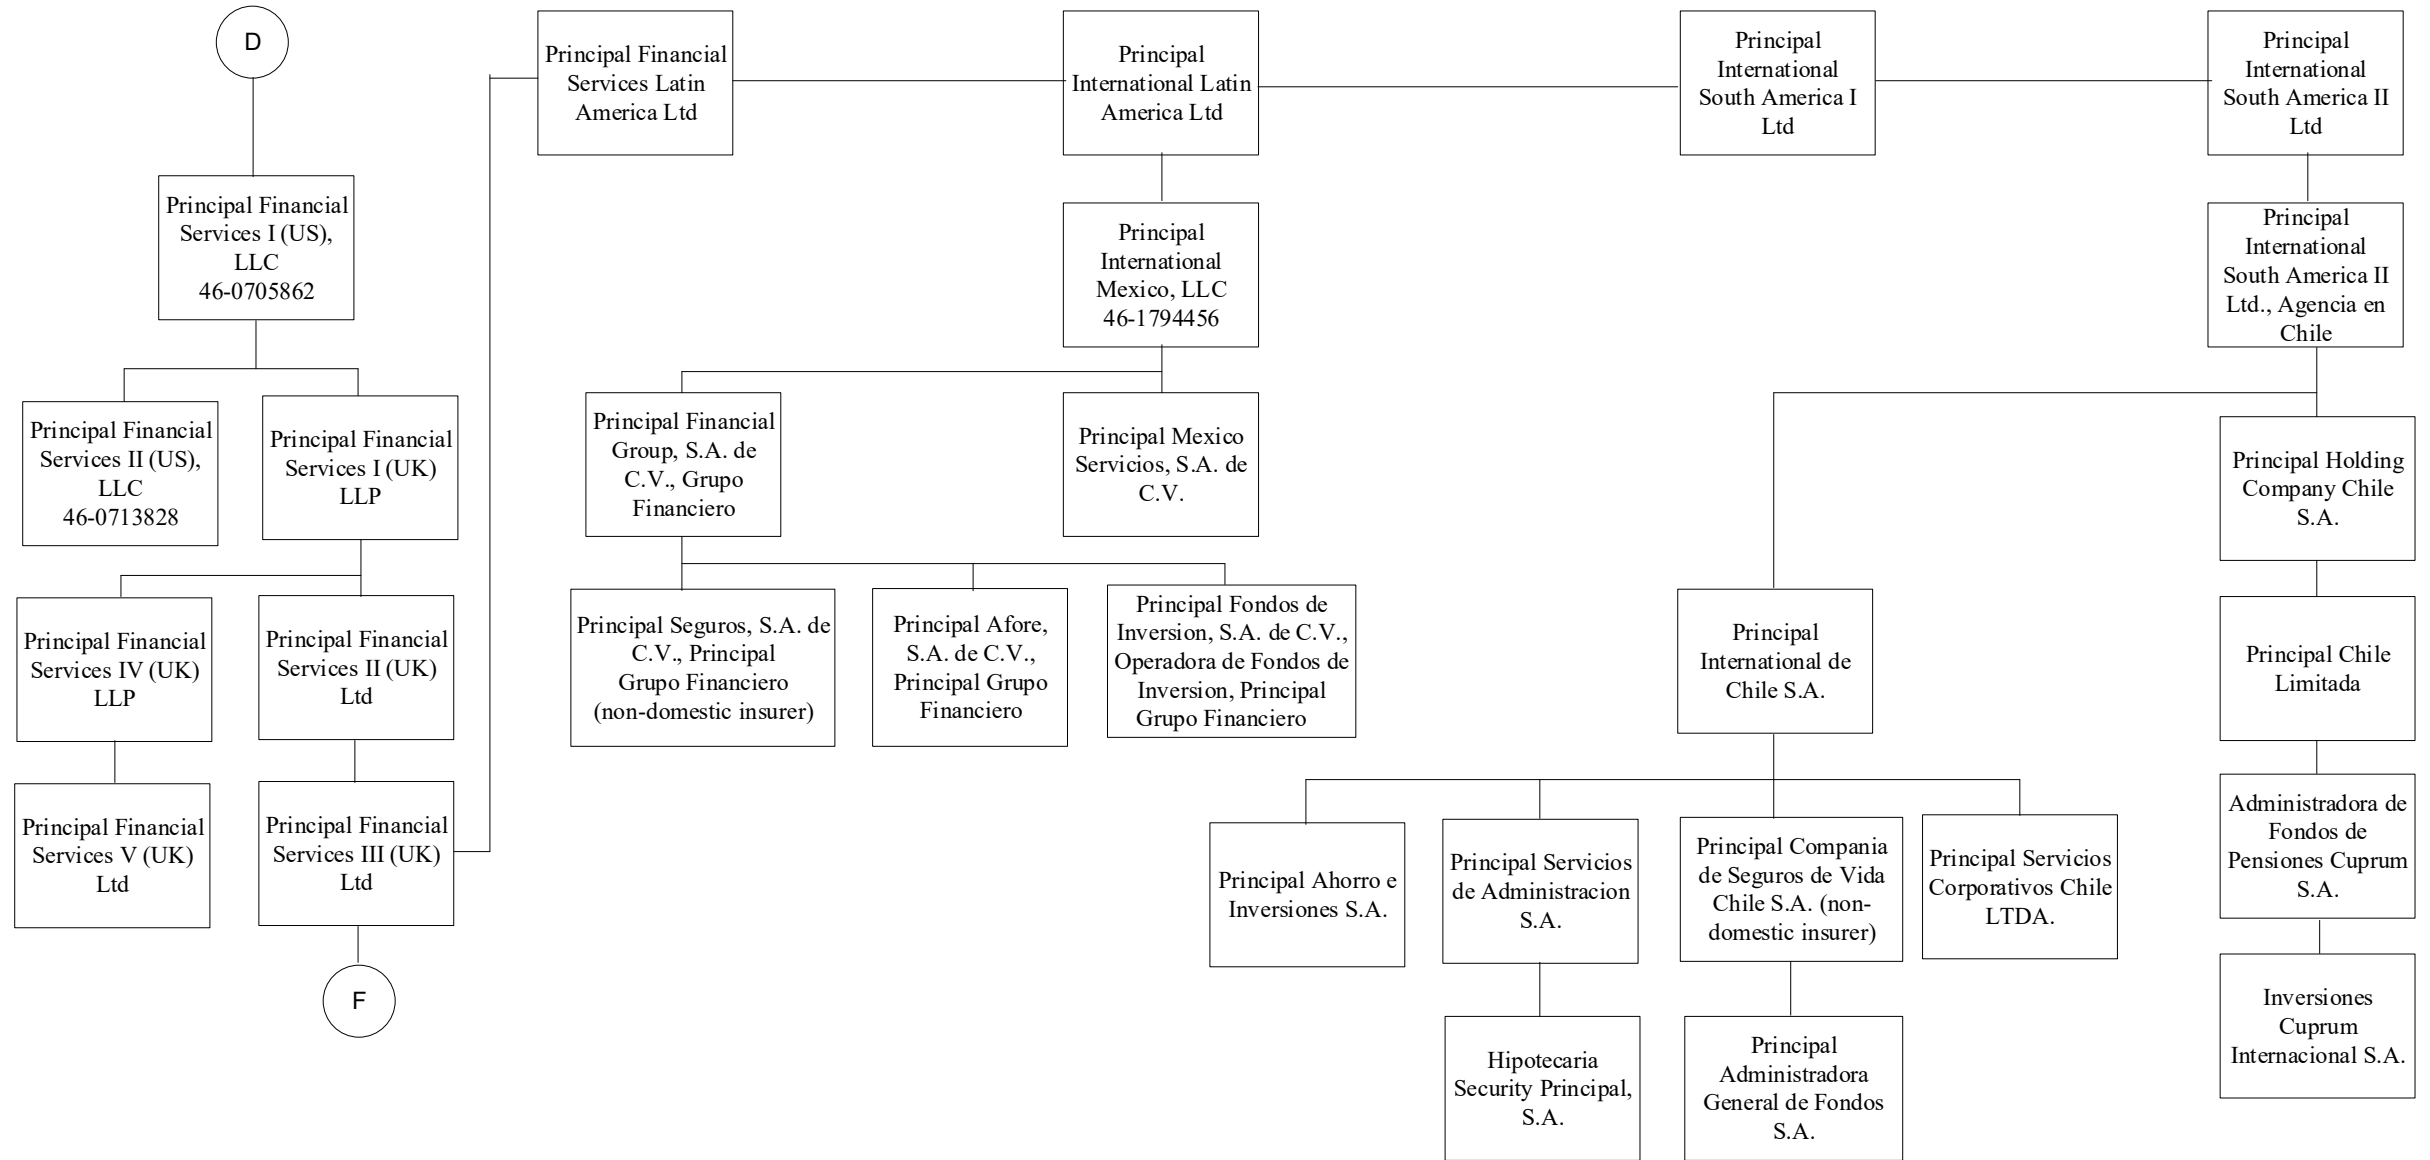 D
Principal Financial
Services I (US),
LLC
46-0705862
Principal Financial
Services II (US),
LLC
46-0713828
Principal Financial
Services I (UK)
LLP
Principal Financial
Services IV (UK)
LLP
Principal Financial
Services II (UK)
Ltd
Principal Financial
Services V (UK)
Ltd
Principal Financial
Services III (UK)
Ltd
F
Principal Financial
Services Latin
America Ltd
Principal
International Latin
America Ltd
Principal
International
South America I
Ltd
Principal
International
South America II
Ltd
Principal
International
Mexico, LLC
46-1794456
Principal
International
South America II
Ltd., Agencia en
Chile
Principal Financial
Group, S.A. de
C.V., Grupo
Financiero
Principal Mexico
Servicios, S.A. de
C.V.
Principal Seguros, S.A. de
C.V., Principal
Grupo Financiero
(non-domestic insurer)
Principal Afore,
S.A. de C.V.,
Principal Grupo
Financiero
Principal Fondos de
Inversion, S.A. de C.V.,
Operadora de Fondos de
Inversion, Principal
Grupo Financiero
Principal
International de
Chile S.A.
Principal Holding
Company Chile
S.A.
Principal Chile
Limitada
Principal Ahorro e
Inversiones S.A.
Principal Servicios
de Administracion
S.A.
Principal Compania
de Seguros de Vida
Chile S.A. (non-
domestic insurer)
Principal Servicios
Corporativos Chile
LTDA.
Administradora de
Fondos de
Pensiones Cuprum
S.A.
Hipotecaria
Security Principal,
S.A.
Principal
Administradora
General de Fondos
S.A.
Inversiones
Cuprum
Internacional S.A.